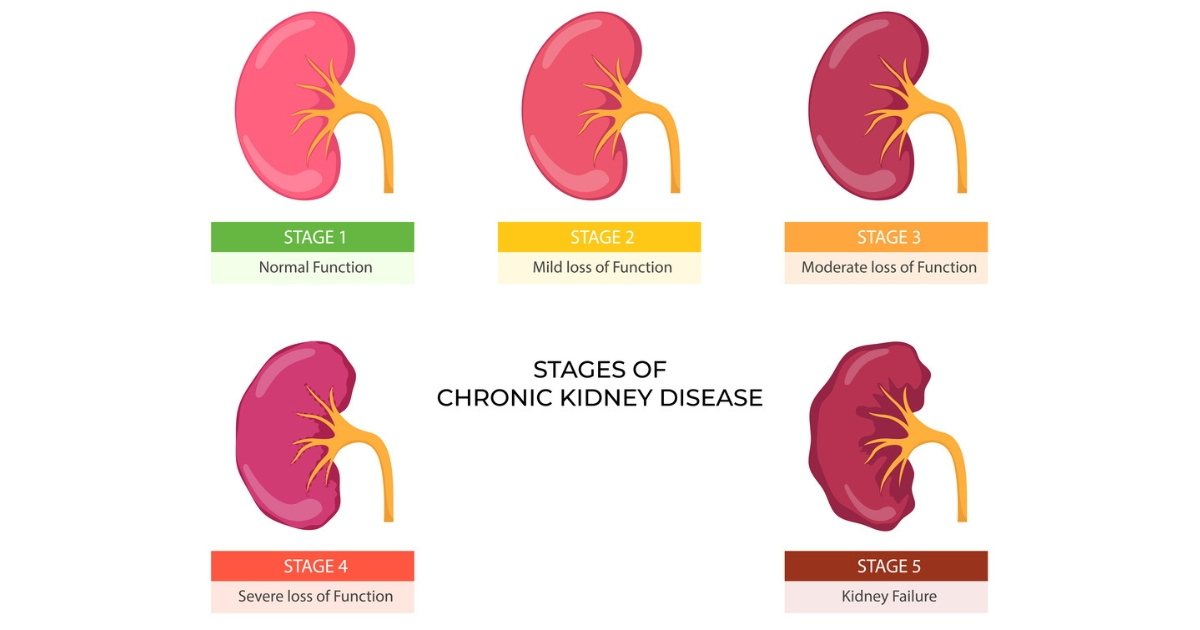 STAGE 1
Normal Function
STAGE 2
Mild loss of Function
STAGE 3
Moderate loss of Function
STAGES OF
CHRONIC KIDNEY DISEASE
STAGE 4
Severe loss of Function
STAGE 5
Kidney Failure